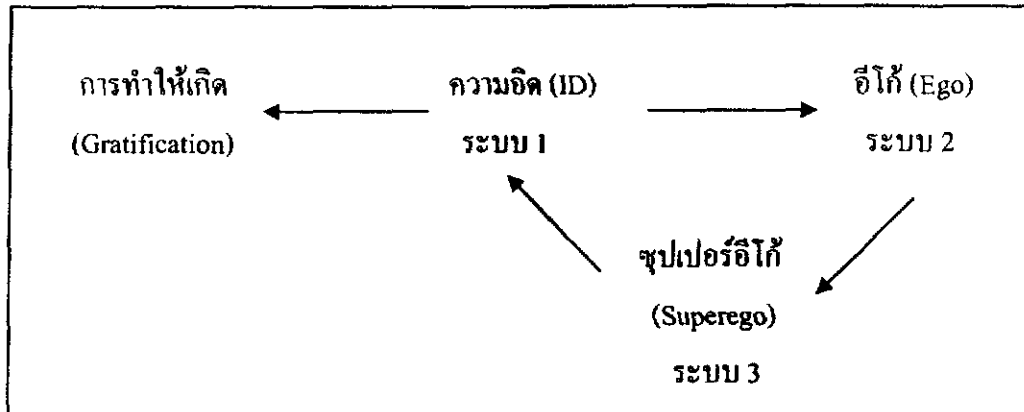 การทำให้เกิด
(Gratification)
ความอิด (ID)
ระบบ 1
อีโก้ (Ego)
ระบบ 2
ซุปเปอร์อีโก้
(Superego)
ระบบ 3